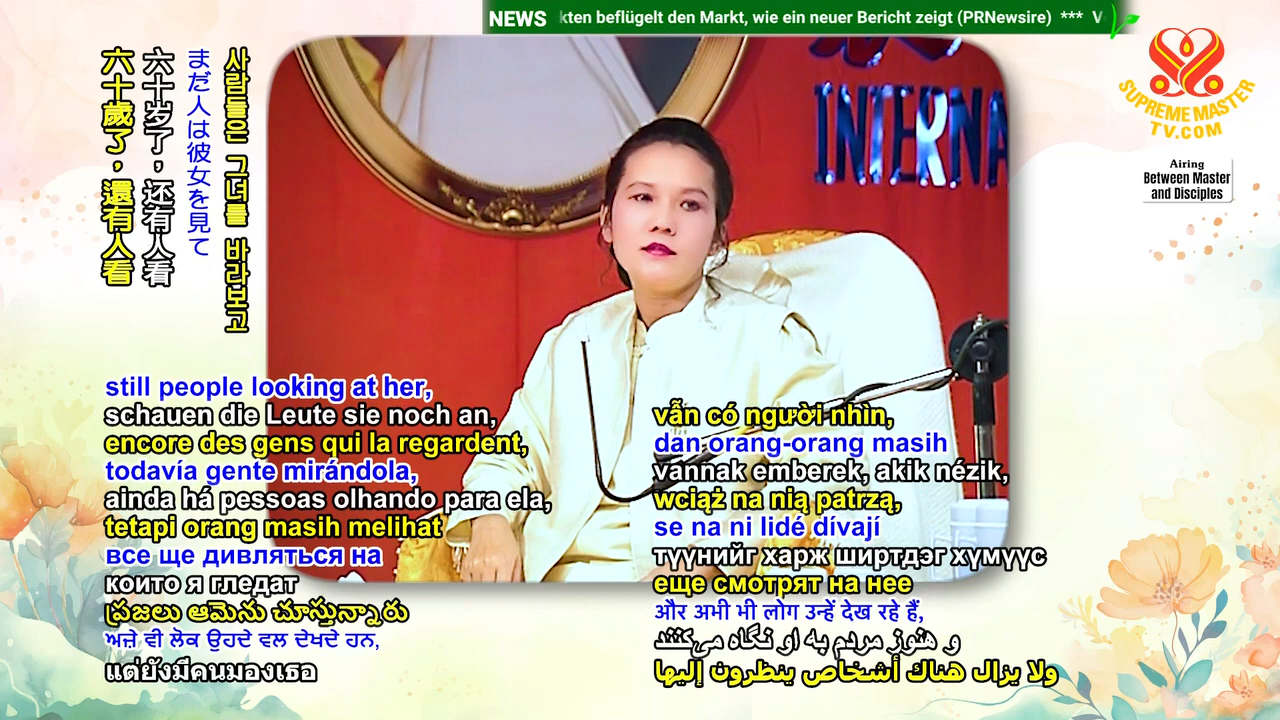 NEWS kten beflügelt den Markt, wie ein neuer Bericht zeigt (PRNewsire) *** V
SUPREME MASTER
TV.COM
Airing
Between Master
and Disciples
INTERNA
六十歲了，還有人看
六十岁了，还有人看
まだ人は彼女を見て
사람들은 그녀를 바라보고
still people looking at her,
schauen die Leute sie noch an,
encore des gens qui la regardent,
todavía gente mirándola,
ainda há pessoas olhando para ela,
tetapi orang masih melihat
все ще дивляться на
които я гледат
ప్రజలు ఆమెను చూస్తున్నారు
ਅਜੇ ਵੀ ਲੋਕ ਉਹਦੇ ਵਲ ਦੇਖਦੇ ਹਨ,
แต่ยังมีคนมองเธอ
vẫn có người nhìn,
dan orang-orang masih
vannak emberek, akik nézik,
wciąż na nią patrzą,
se na ni lidé dívají
түүнийг харж ширтдэг хүмүүс
еще смотрят на нее
और अभी भी लोग उन्हें देख रहे हैं,
و هنوز مردم به او نگاه می‌کنند
ولا يزال هناك أشخاص ينظرون إليها